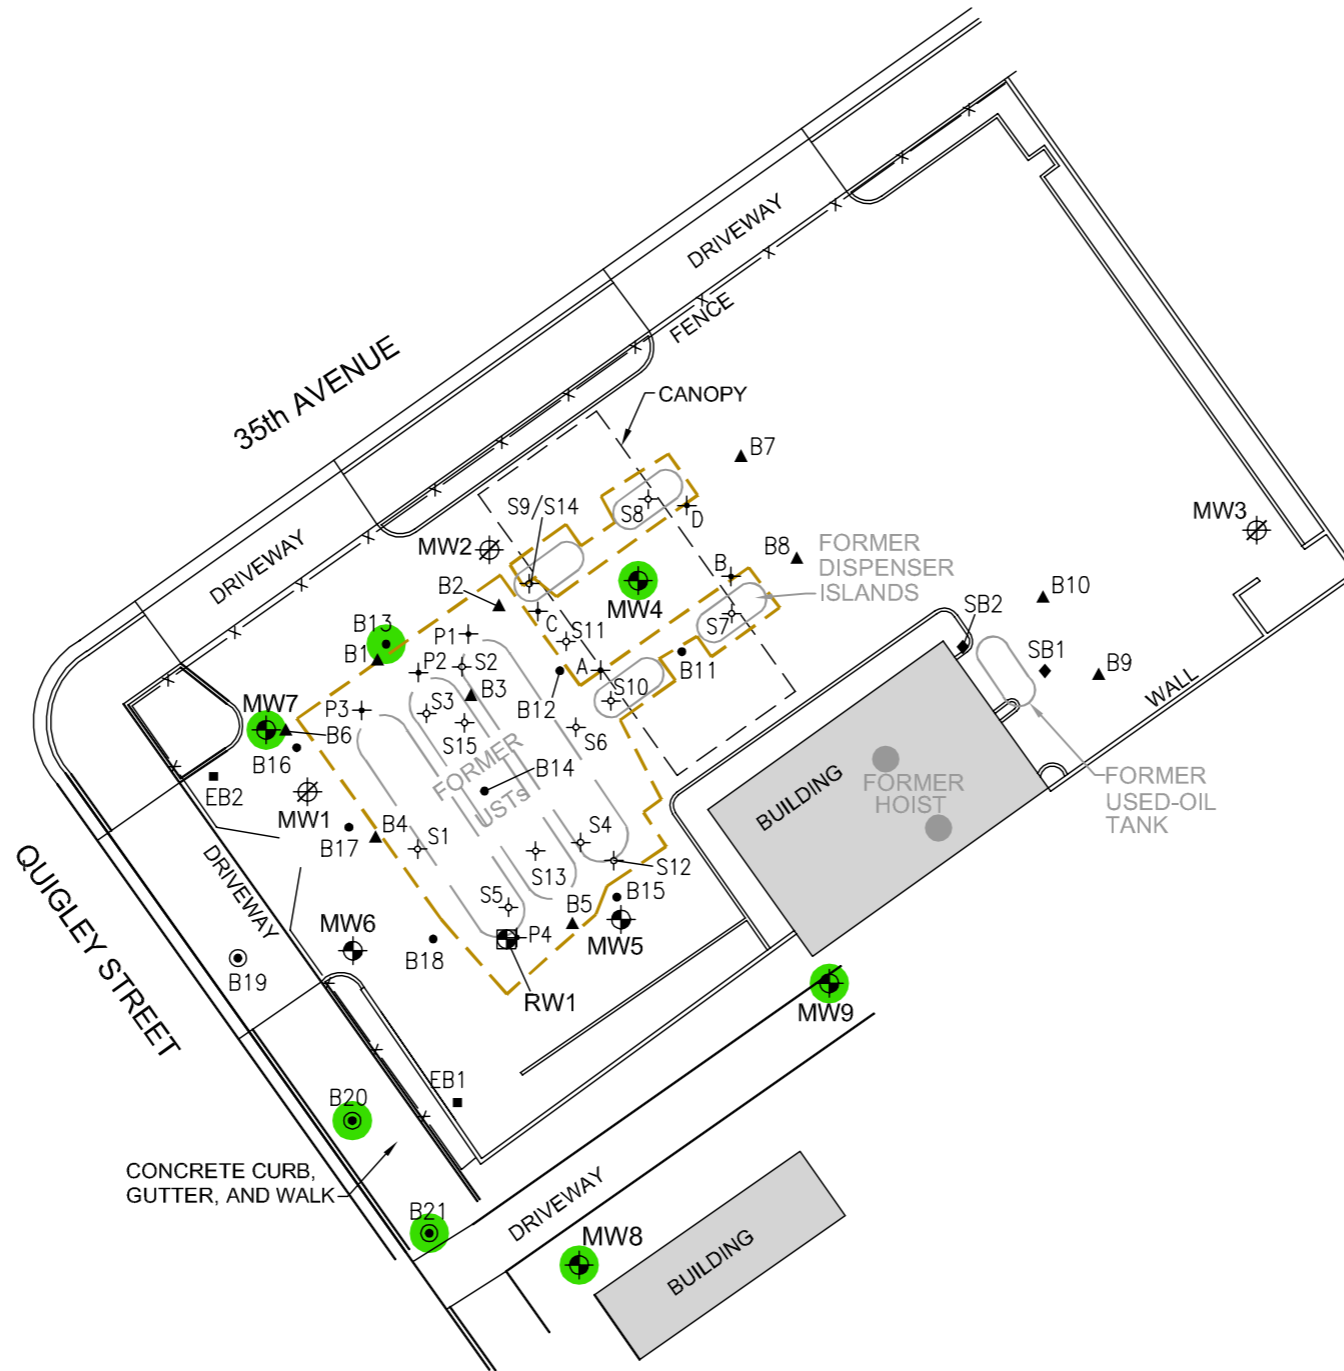 DRIVEWAY
35th AVENUE
FENCE
CANOPY
B7
S9/S14
S8
D
MW3
MW2
B8
FORMER
DISPENSER
ISLANDS
DRIVEWAY
B
B2
MW4
B10
C
S7
SB2
B13
P1
S11
B1
P2
S2
A
B11
SB1
B9
MW7
P3
S3
B3
B12
S10
WALL
B6
S15
S6
B16
EB2
MW1
FORMER
USTs
B14
BUILDING
FORMER
HOIST
FORMER
USED-OIL
TANK
B17
B4
S1
S4
S13
S12
QUIGLEY STREET
DRIVEWAY
S5
B15
B5
MW6
P4
MW5
B19
B18
RW1
MW9
EB1
B20
CONCRETE CURB,
GUTTER, AND WALK
DRIVEWAY
B21
MW8
BUILDING